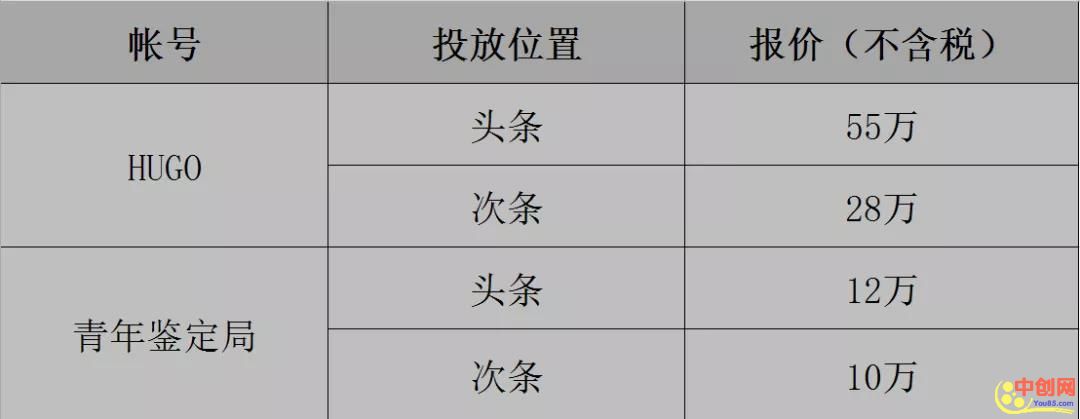 帐号 投放位置 报价（不含税）
HUGO 头条 55万
次条 28万
青年鉴定局 头条 12万
次条 10万
中创网
You85.com